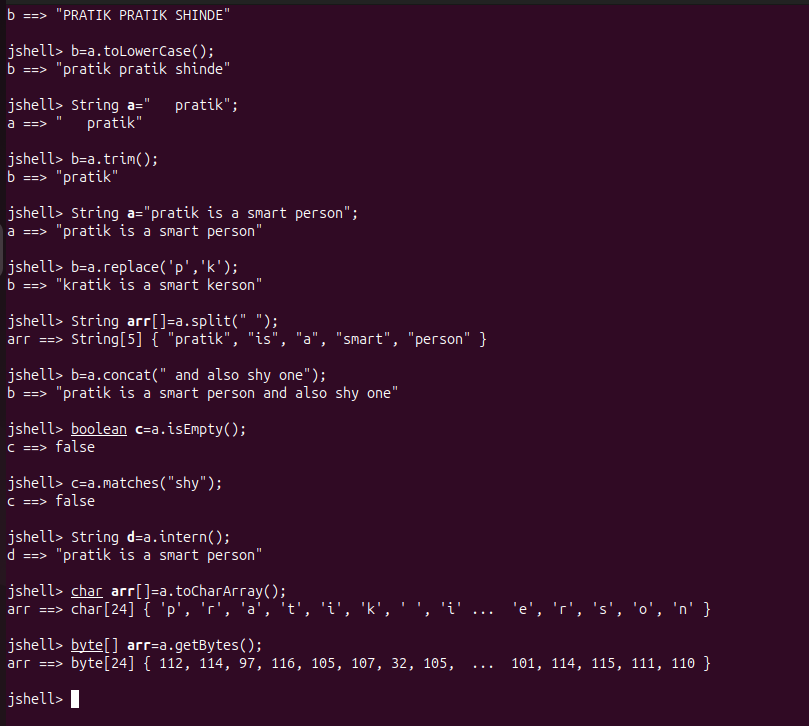 b ==> "PRATIK PRATIK SHINDE"
jshell> b=a.toLowerCase();
b ==> "pratik pratik shinde"
jshell> String a="   pratik";
a ==> "   pratik"
jshell> b=a.trim();
b ==> "pratik"
jshell> String a="pratik is a smart person";
a ==> "pratik is a smart person"
jshell> b=a.replace('p','k');
b ==> "kratik is a smart kerson"
jshell> String arr[]=a.split(" ");
arr ==> String[5] { "pratik", "is", "a", "smart", "person" }
jshell> b=a.concat(" and also shy one");
b ==> "pratik is a smart person and also shy one"
jshell> boolean c=a.isEmpty();
c ==> false
jshell> c=a.matches("shy");
c ==> false
jshell> String d=a.intern();
d ==> "pratik is a smart person"
jshell> char arr[]=a.toCharArray();
arr ==> char[24] { 'p', 'r', 'a', 't', 'i', 'k', ' ', 'i' ...  'e', 'r', 's', 'o', 'n' }
jshell> byte[] arr=a.getBytes();
arr ==> byte[24] { 112, 114, 97, 116, 105, 107, 32, 105,  ...  101, 114, 115, 111, 110 }
jshell>